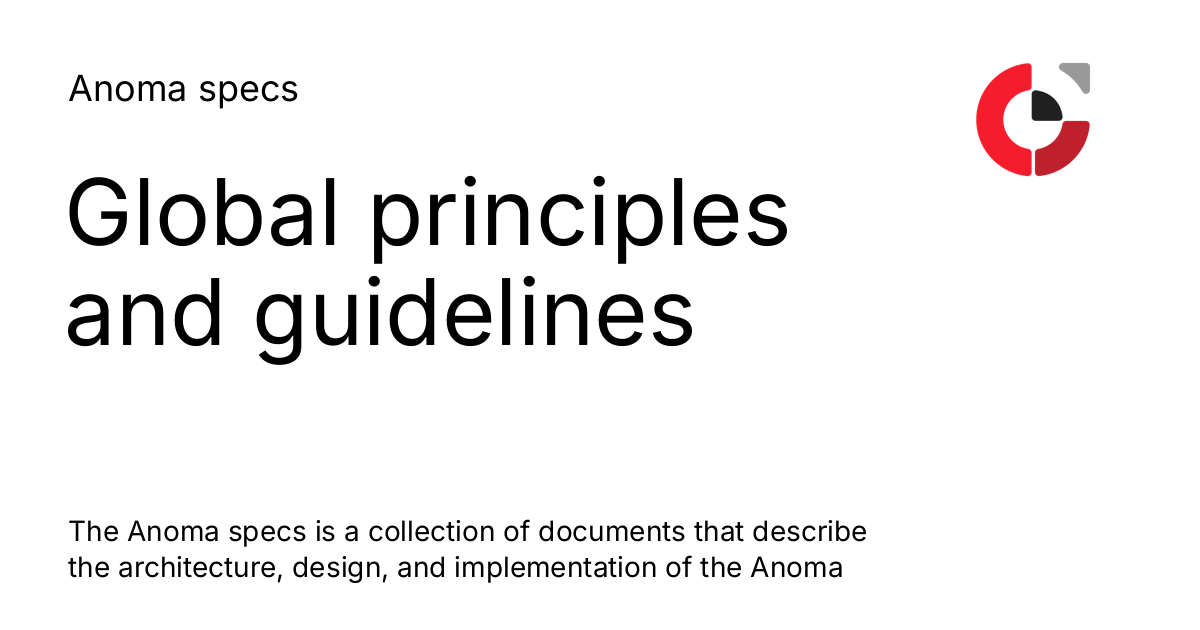 Anoma specs
Global principles
and guidelines
The Anoma specs is a collection of documents that describe
the architecture, design, and implementation of the Anoma